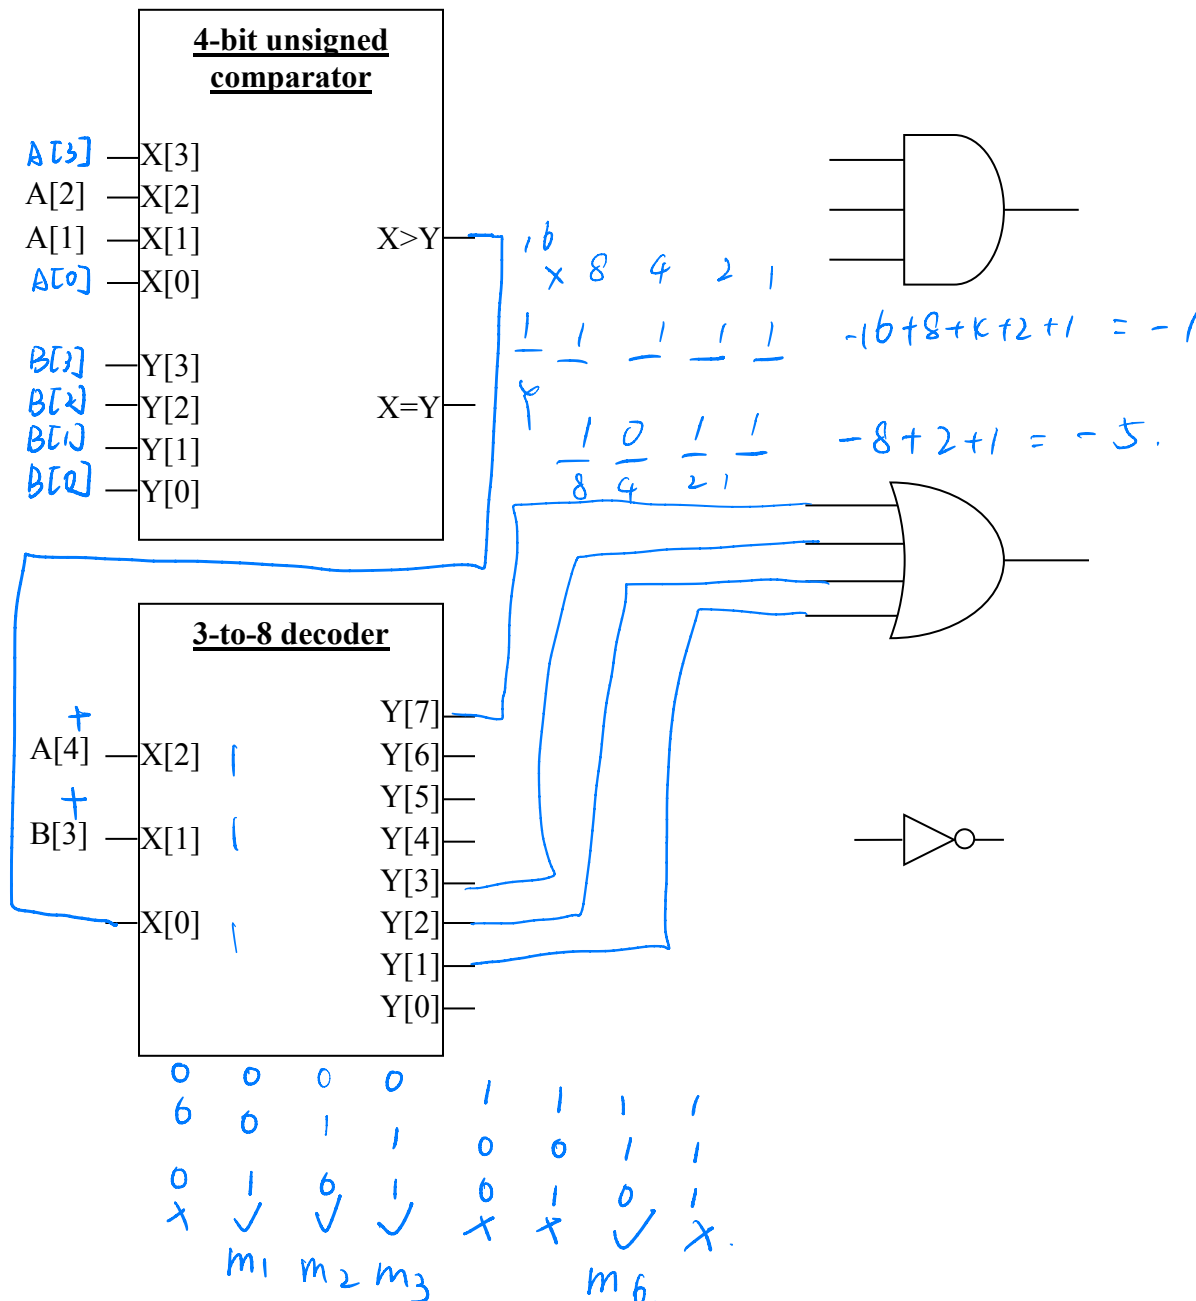 4-bit unsigned
comparator
A[3] X[3]
A[2] X[2]
A[1] X[1]
A[0] X[0]
X>Y
B[3] Y[3]
B[2] Y[2]
B[1] Y[1]
B[0] Y[0]
X=Y
16
X 8 4 2 1
1 1 1 1 1 -16+8+4+2+1 = -1
Y
1 0 1 1 -8+2+1 = -5.
8 4 2 1
3-to-8 decoder
+
A[4] X[2] 1
+
B[3] X[1] 1
X[0] 1
Y[7]
Y[6]
Y[5]
Y[4]
Y[3]
Y[2]
Y[1]
Y[0]
0 0 0 0 1 1 1 1
0 0 1 1 0 0 1 1
0 1 0 1 0 1 0 1
x ✓ ✓ ✓ x x ✓ x.
m1 m2 m3 m6